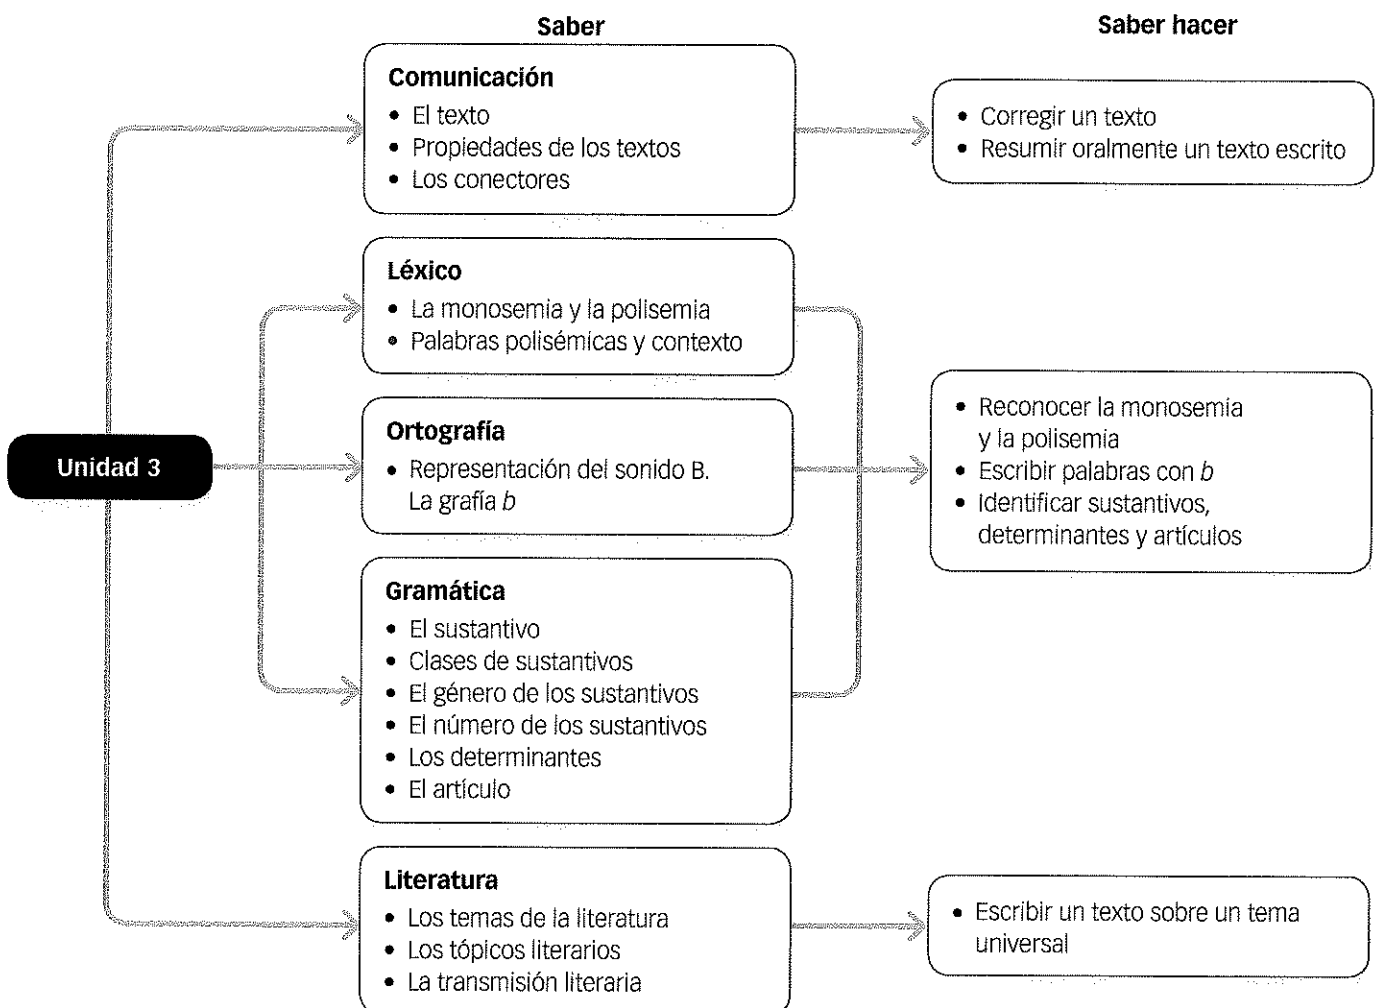 Saber
Saber hacer
Comunicación
• El texto
• Propiedades de los textos
• Los conectores
• Corregir un texto
• Resumir oralmente un texto escrito
Léxico
• La monosemia y la polisemia
• Palabras polisémicas y contexto
Unidad 3
Ortografía
• Representación del sonido B.
La grafía b
• Reconocer la monosemia
y la polisemia
• Escribir palabras con b
• Identificar sustantivos,
determinantes y artículos
Gramática
• El sustantivo
• Clases de sustantivos
• El género de los sustantivos
• El número de los sustantivos
• Los determinantes
• El artículo
Literatura
• Los temas de la literatura
• Los tópicos literarios
• La transmisión literaria
• Escribir un texto sobre un tema
universal